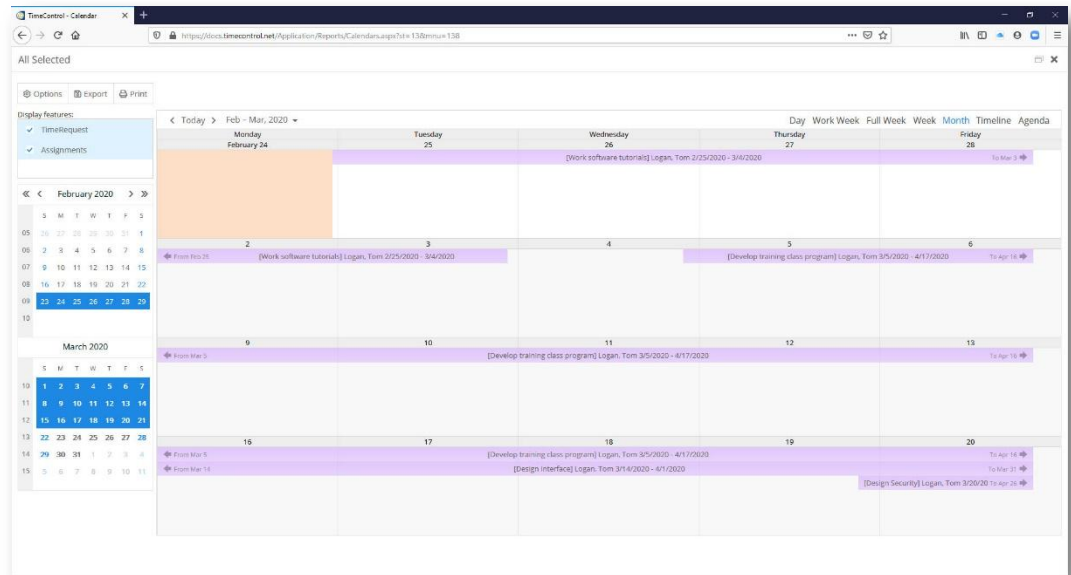 TimeControl - Calendar
https://docs.timecontrol.net/Application/Reports/Calendars.aspx?ct=13&mnu=138
All Selected
Options Export Print
Display features:
TimeRequest
Assignments
Today Feb - Mar, 2020
Day Work Week Full Week Week Month Timeline Agenda
Monday Tuesday Wednesday Thursday Friday
February 24 25 26 27 28
[Work software tutorials] Logan, Tom 2/25/2020 - 3/4/2020 To Mar 3
2 3 4 5 6
From Feb 25 [Work software tutorials] Logan, Tom 2/25/2020 - 3/4/2020 [Develop training class program] Logan, Tom 3/5/2020 - 4/17/2020 To Apr 16
9 10 11 12 13
From Mar 5 [Develop training class program] Logan, Tom 3/5/2020 - 4/17/2020 To Apr 16
16 17 18 19 20
From Mar 5 [Develop training class program] Logan, Tom 3/5/2020 - 4/17/2020 To Apr 16
From Mar 14 [Design interface] Logan, Tom 3/14/2020 - 4/1/2020 To Mar 31
[Design Security] Logan, Tom 3/20/20 To Apr 26
February 2020
S M T W T F S
05 26 27 28 29 30 31 1
06 2 3 4 5 6 7 8
07 9 10 11 12 13 14 15
08 16 17 18 19 20 21 22
09 23 24 25 26 27 28 29
10
March 2020
S M T W T F S
10 1 2 3 4 5 6 7
11 8 9 10 11 12 13 14
12 15 16 17 18 19 20 21
13 22 23 24 25 26 27 28
14 29 30 31 1 2 3 4
15 5 6 7 8 9 10 11